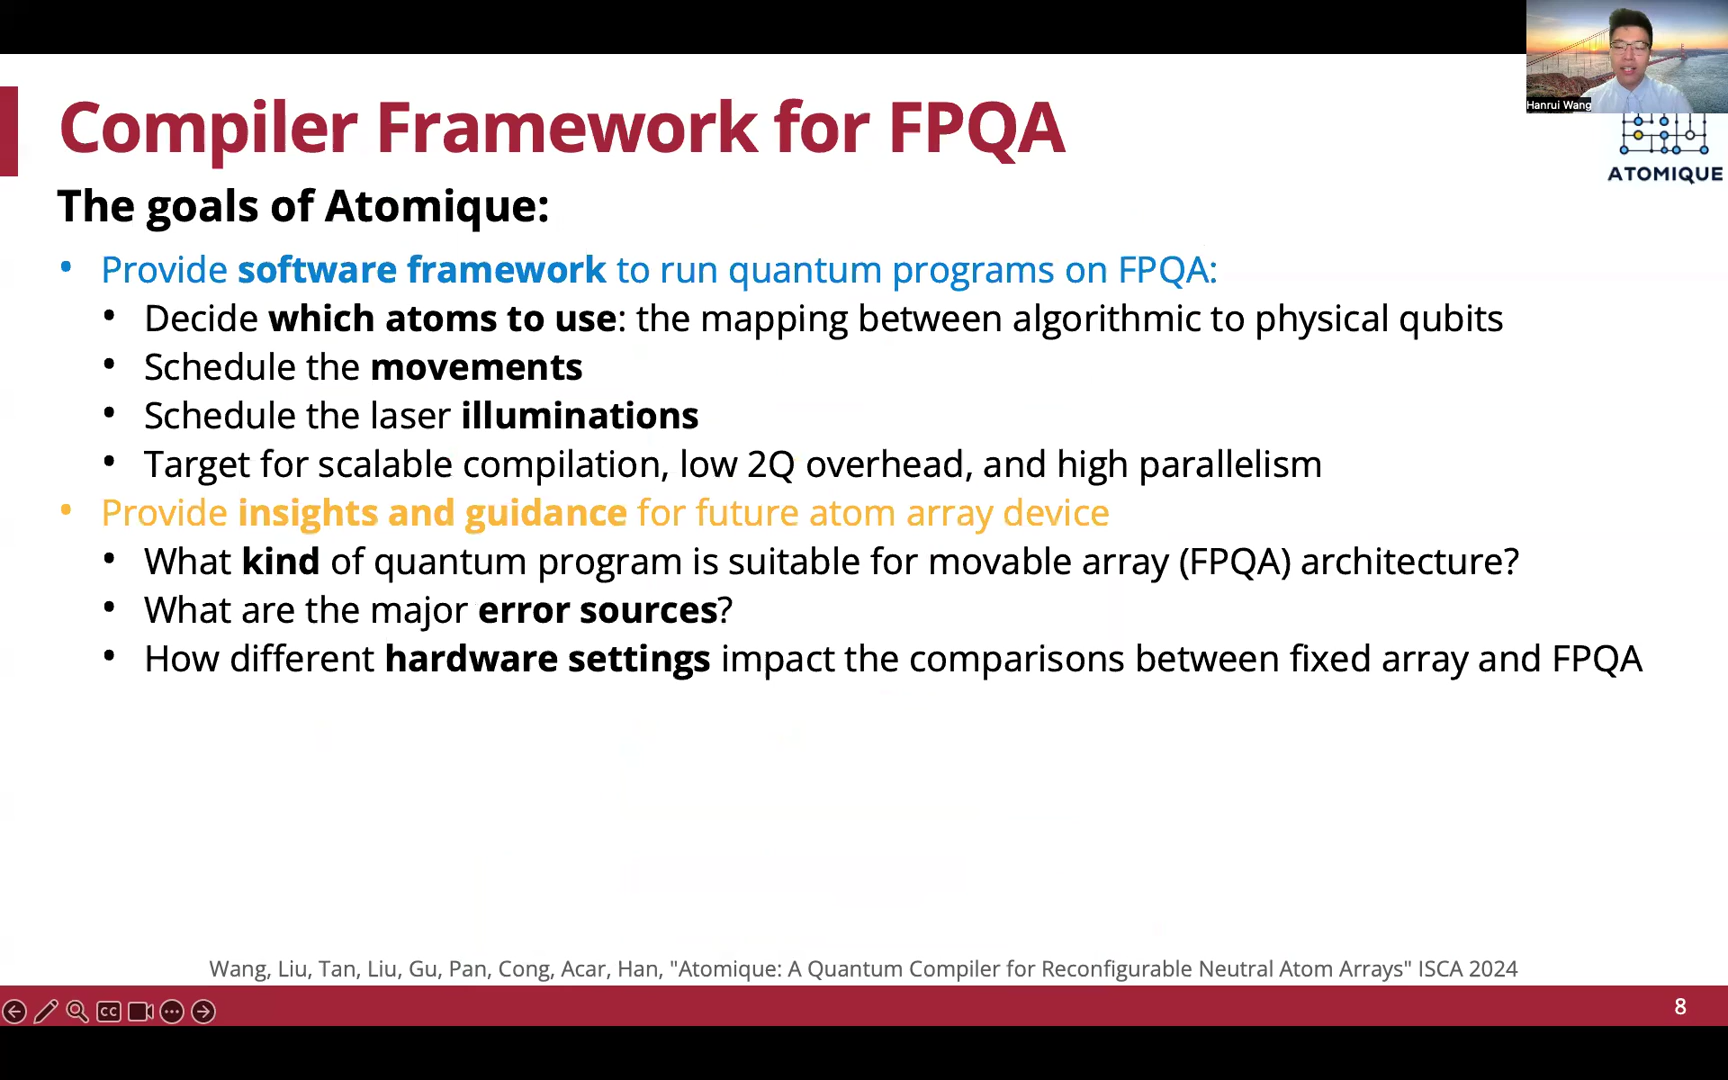 Hanrui Wang
Compiler Framework for FPQA
ATOMIQUE
The goals of Atomique:
• Provide software framework to run quantum programs on FPQA:
• Decide which atoms to use: the mapping between algorithmic to physical qubits
• Schedule the movements
• Schedule the laser illuminations
• Target for scalable compilation, low 2Q overhead, and high parallelism
• Provide insights and guidance for future atom array device
• What kind of quantum program is suitable for movable array (FPQA) architecture?
• What are the major error sources?
• How different hardware settings impact the comparisons between fixed array and FPQA
Wang, Liu, Tan, Liu, Gu, Pan, Cong, Acar, Han, "Atomique: A Quantum Compiler for Reconfigurable Neutral Atom Arrays" ISCA 2024
CC
8